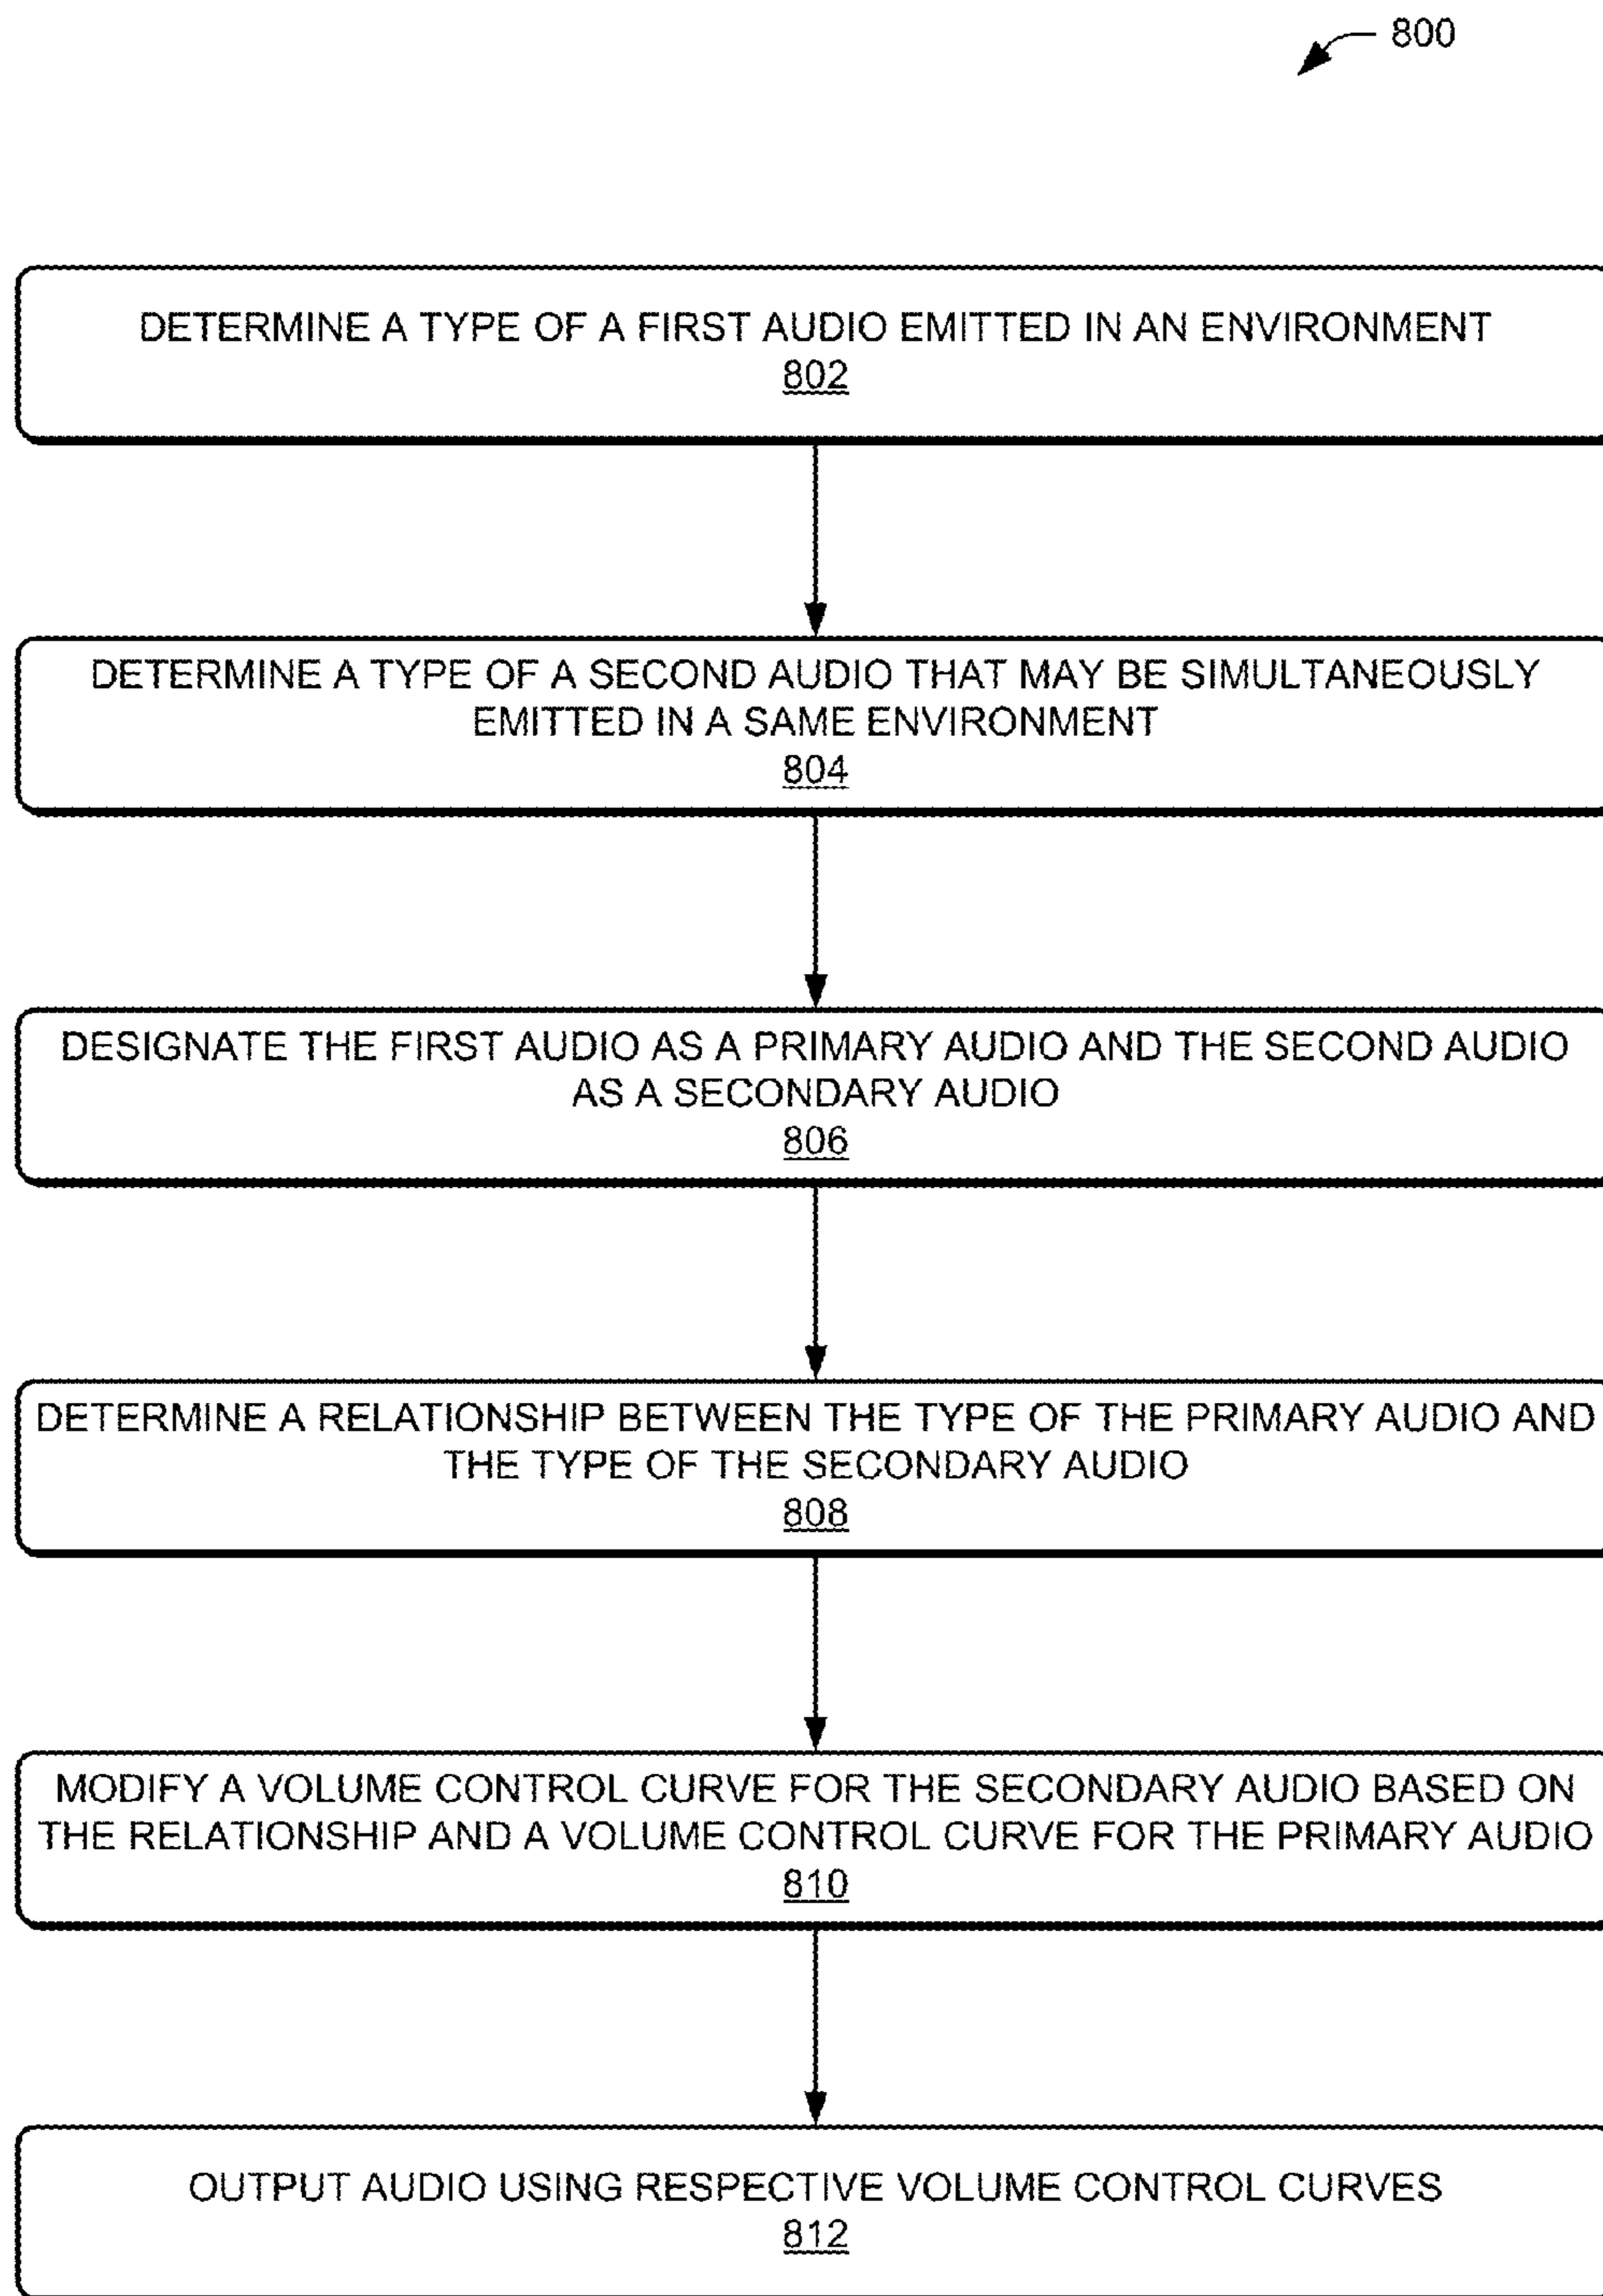 800
DETERMINE A TYPE OF A FIRST AUDIO EMITTED IN AN ENVIRONMENT
802
DETERMINE A TYPE OF A SECOND AUDIO THAT MAY BE SIMULTANEOUSLY
EMITTED IN A SAME ENVIRONMENT
804
DESIGNATE THE FIRST AUDIO AS A PRIMARY AUDIO AND THE SECOND AUDIO
AS A SECONDARY AUDIO
806
DETERMINE A RELATIONSHIP BETWEEN THE TYPE OF THE PRIMARY AUDIO AND
THE TYPE OF THE SECONDARY AUDIO
808
MODIFY A VOLUME CONTROL CURVE FOR THE SECONDARY AUDIO BASED ON
THE RELATIONSHIP AND A VOLUME CONTROL CURVE FOR THE PRIMARY AUDIO
810
OUTPUT AUDIO USING RESPECTIVE VOLUME CONTROL CURVES
812